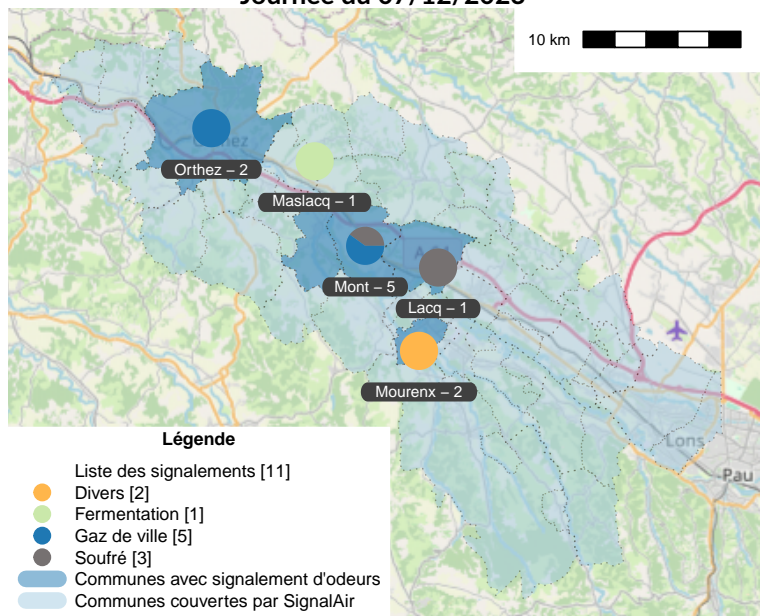 10 km
Orthez – 2
Maslacq – 1
Mont – 5
Lacq – 1
Mourenx – 2
Lons
Pau
Légende
Liste des signalements [11]
Divers [2]
Fermentation [1]
Gaz de ville [5]
Soufré [3]
Communes avec signalement d'odeurs
Communes couvertes par SignalAir